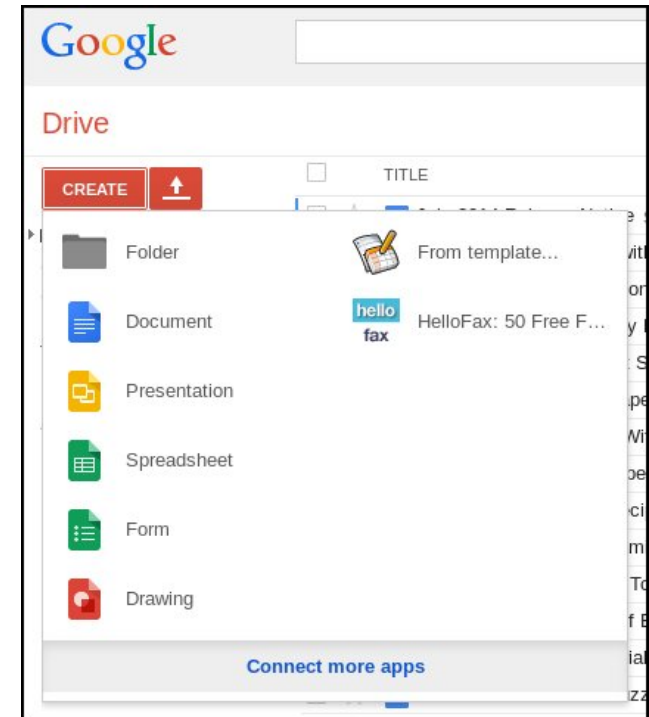 Google
Drive
CREATE
TITLE
Folder
From template...
Document
hello
fax
HelloFax: 50 Free F...
Presentation
Spreadsheet
Form
Drawing
Connect more apps